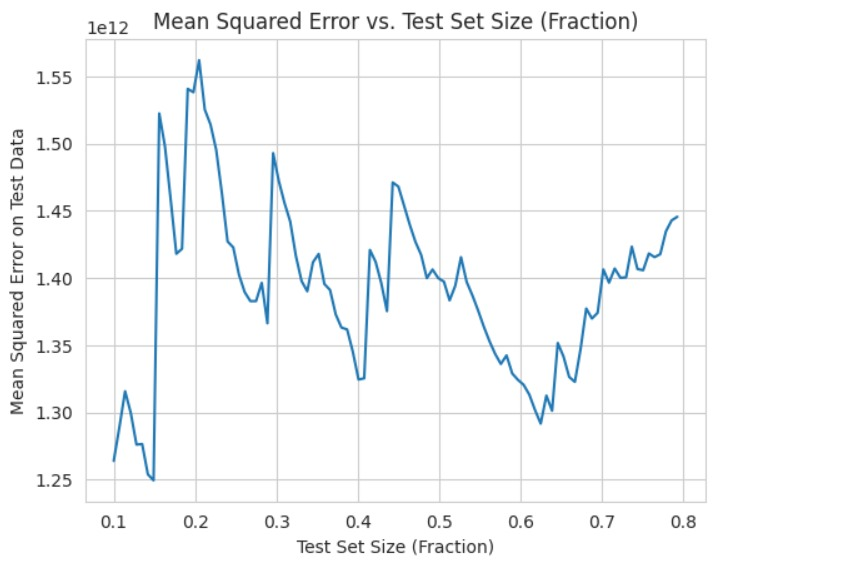 Mean Squared Error vs. Test Set Size (Fraction)
1e12
1.55
1.50
1.45
1.40
1.35
1.30
1.25
Mean Squared Error on Test Data
0.1 0.2 0.3 0.4 0.5 0.6 0.7 0.8
Test Set Size (Fraction)